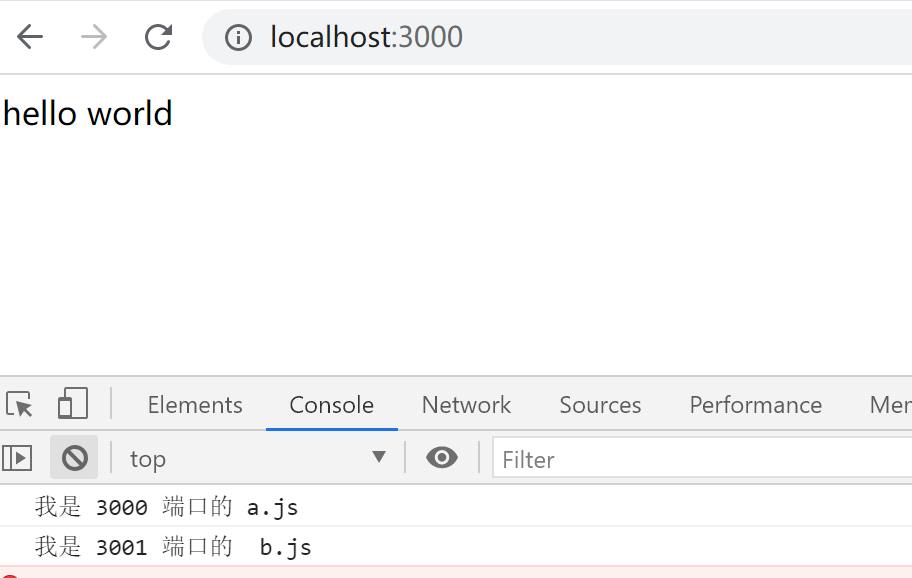 localhost:3000
hello world
Elements Console Network Sources Performance Mer
top Filter
我是 3000 端口的 a.js
我是 3001 端口的  b.js